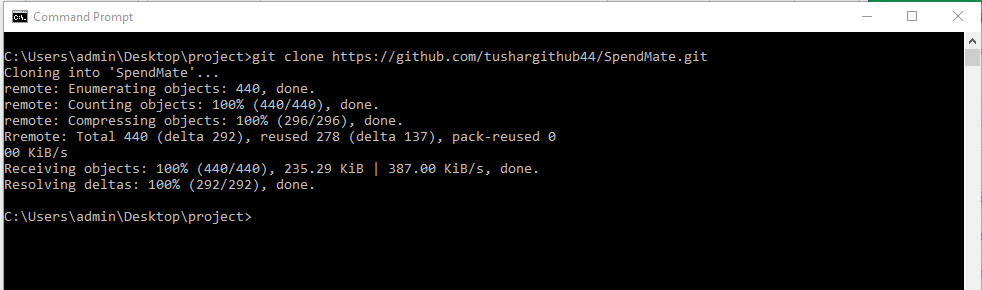 Command Prompt
C:\Users\admin\Desktop\project>git clone https://github.com/tushargithub44/SpendMate.git
Cloning into 'SpendMate'...
remote: Enumerating objects: 440, done.
remote: Counting objects: 100% (440/440), done.
remote: Compressing objects: 100% (296/296), done.
Rremote: Total 440 (delta 292), reused 278 (delta 137), pack-reused 0
00 KiB/s
Receiving objects: 100% (440/440), 235.29 KiB | 387.00 KiB/s, done.
Resolving deltas: 100% (292/292), done.
C:\Users\admin\Desktop\project>